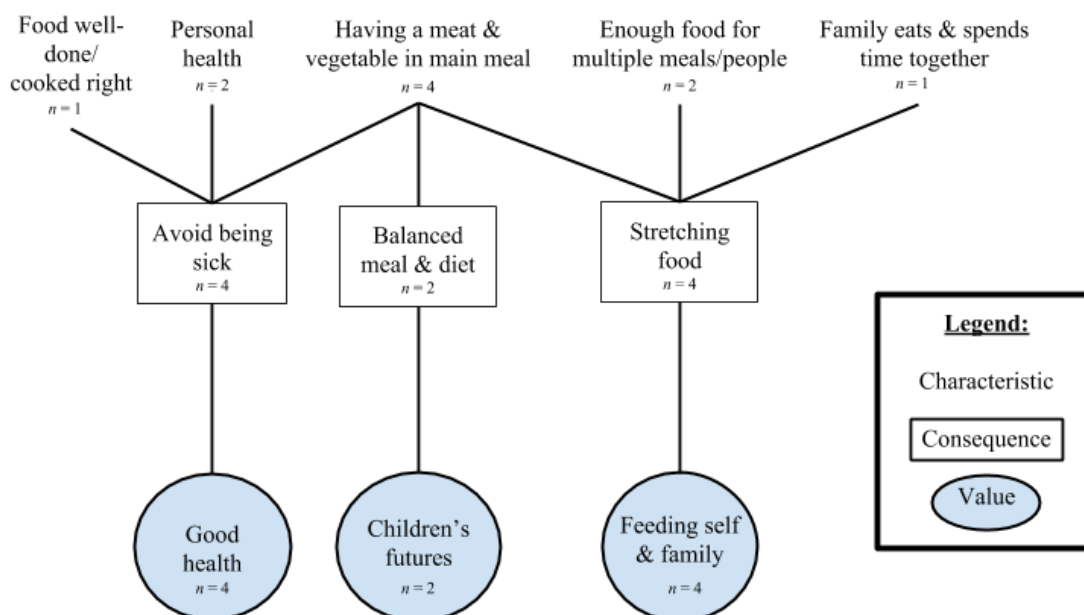 Food well-
done/
cooked right
n = 1
Personal
health
n = 2
Having a meat &
vegetable in main meal
n = 4
Enough food for
multiple meals/people
n = 2
Family eats & spends
time together
n = 1
Avoid being
sick
n = 4
Balanced
meal & diet
n = 2
Stretching
food
n = 4
Good
health
n = 4
Children’s
futures
n = 2
Feeding self
& family
n = 4
Legend:
Characteristic
Consequence
Value